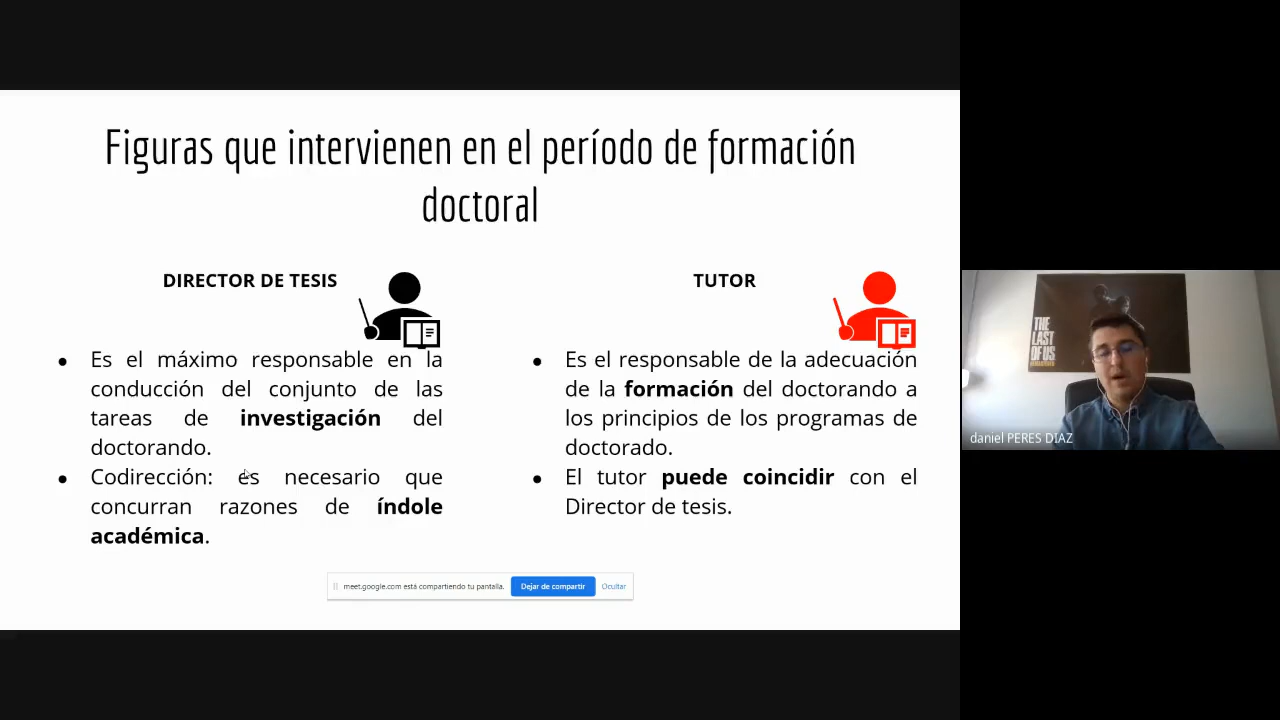 Figuras que intervienen en el período de formación
doctoral
DIRECTOR DE TESIS
Es el máximo responsable en la
conducción del conjunto de las
tareas de investigación del
doctorando.
Codirección: es necesario que
concurran razones de índole
académica.
TUTOR
Es el responsable de la adecuación
de la formación del doctorando a
los principios de los programas de
doctorado.
El tutor puede coincidir con el
Director de tesis.
meet.google.com está compartiendo tu pantalla. Dejar de compartir Ocultar
THE
LAST
OF US
daniel PERES DIAZ